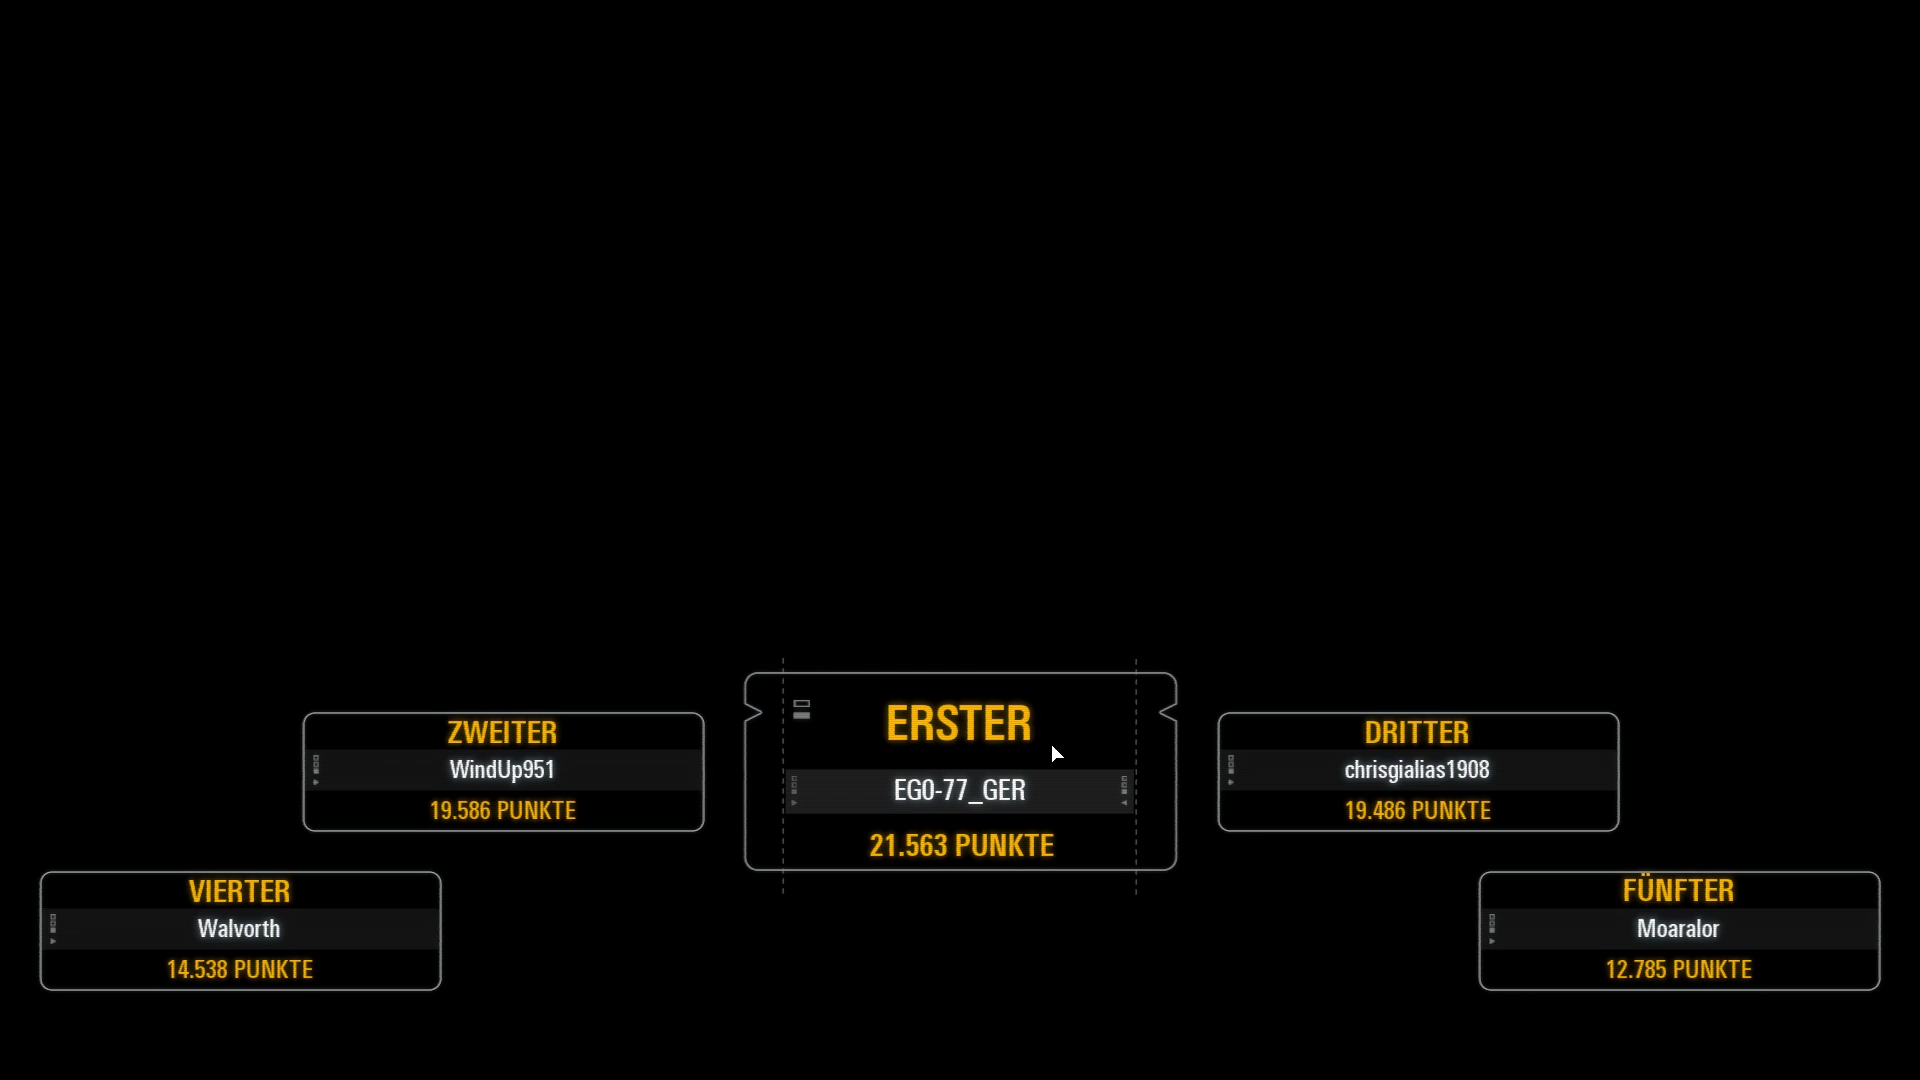 ERSTER
EG0-77_GER
21.563 PUNKTE
ZWEITER
WindUp951
19.586 PUNKTE
DRITTER
chrisgialias1908
19.486 PUNKTE
VIERTER
Walvorth
14.538 PUNKTE
FÜNFTER
Moaralor
12.785 PUNKTE